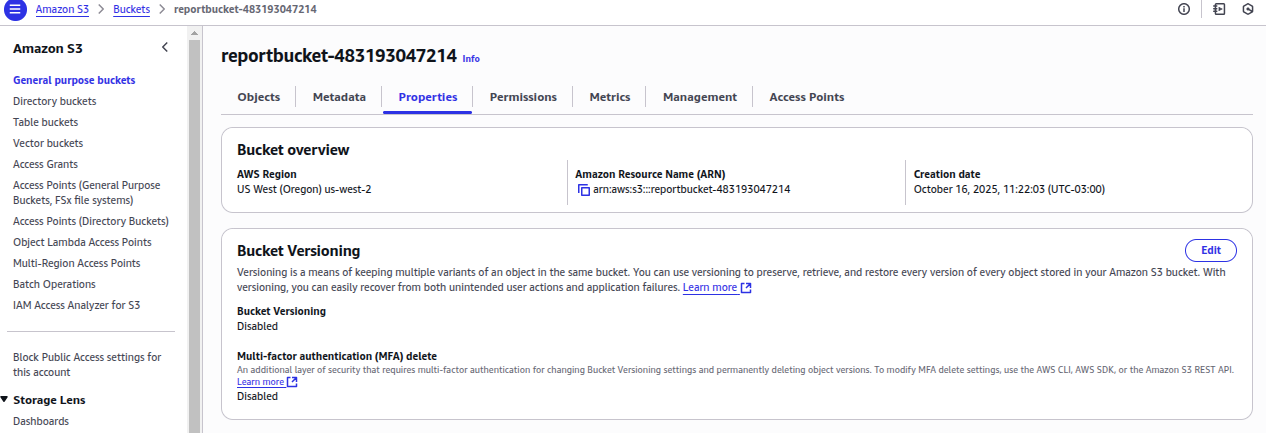 Amazon S3 > Buckets > reportbucket-483193047214
Amazon S3
General purpose buckets
Directory buckets
Table buckets
Vector buckets
Access Grants
Access Points (General Purpose
Buckets, FSx file systems)
Access Points (Directory Buckets)
Object Lambda Access Points
Multi-Region Access Points
Batch Operations
IAM Access Analyzer for S3
Block Public Access settings for
this account
Storage Lens
Dashboards
reportbucket-483193047214 Info
Objects Metadata Properties Permissions Metrics Management Access Points
Bucket overview
AWS Region
US West (Oregon) us-west-2
Amazon Resource Name (ARN)
arn:aws:s3:::reportbucket-483193047214
Creation date
October 16, 2025, 11:22:03 (UTC-03:00)
Bucket Versioning
Edit
Versioning is a means of keeping multiple variants of an object in the same bucket. You can use versioning to preserve, retrieve, and restore every version of every object stored in your Amazon S3 bucket. With
versioning, you can easily recover from both unintended user actions and application failures. Learn more
Bucket Versioning
Disabled
Multi-factor authentication (MFA) delete
An additional layer of security that requires multi-factor authentication for changing Bucket Versioning settings and permanently deleting object versions. To modify MFA delete settings, use the AWS CLI, AWS SDK, or the Amazon S3 REST API.
Learn more
Disabled